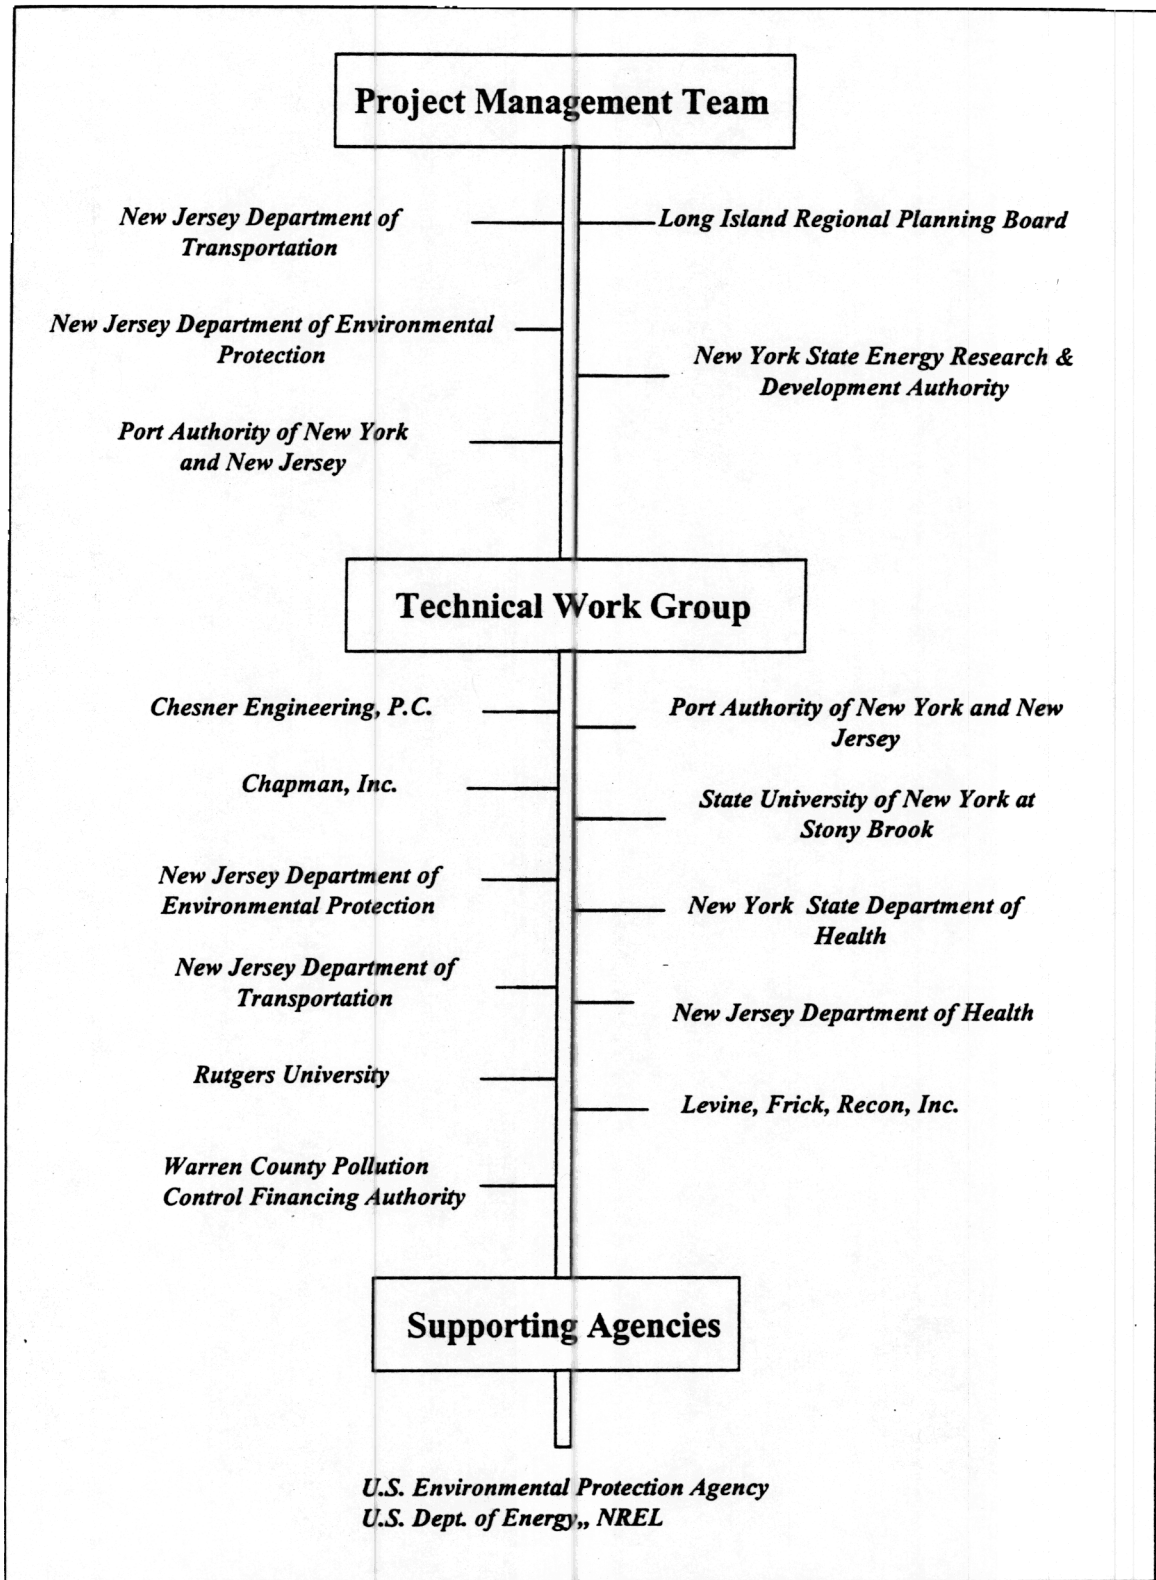 Project Management Team
New Jersey Department of
Transportation
Long Island Regional Planning Board
New Jersey Department of Environmental
Protection
New York State Energy Research &
Development Authority
Port Authority of New York
and New Jersey
Technical Work Group
Chesner Engineering, P.C.
Port Authority of New York and New
Jersey
Chapman, Inc.
State University of New York at
Stony Brook
New Jersey Department of
Environmental Protection
New York State Department of
Health
New Jersey Department of
Transportation
New Jersey Department of Health
Rutgers University
Levine, Frick, Recon, Inc.
Warren County Pollution
Control Financing Authority
Supporting Agencies
U.S. Environmental Protection Agency
U.S. Dept. of Energy,, NREL